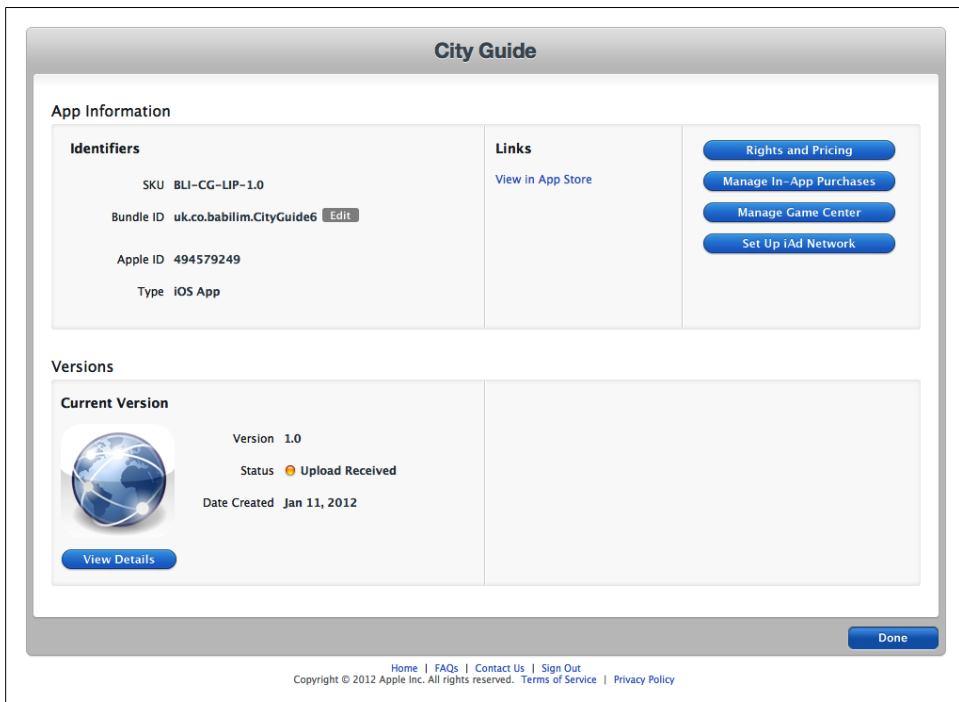 City Guide
App Information
Identifiers
SKU BLI-CG-LIP-1.0
Bundle ID uk.co.babilim.CityGuide6 Edit
Apple ID 494579249
Type iOS App
Links
View in App Store
Rights and Pricing
Manage In-App Purchases
Manage Game Center
Set Up iAd Network
Versions
Current Version
Version 1.0
Status Upload Received
Date Created Jan 11, 2012
View Details
Done
Home | FAQs | Contact Us | Sign Out
Copyright © 2012 Apple Inc. All rights reserved. Terms of Service | Privacy Policy